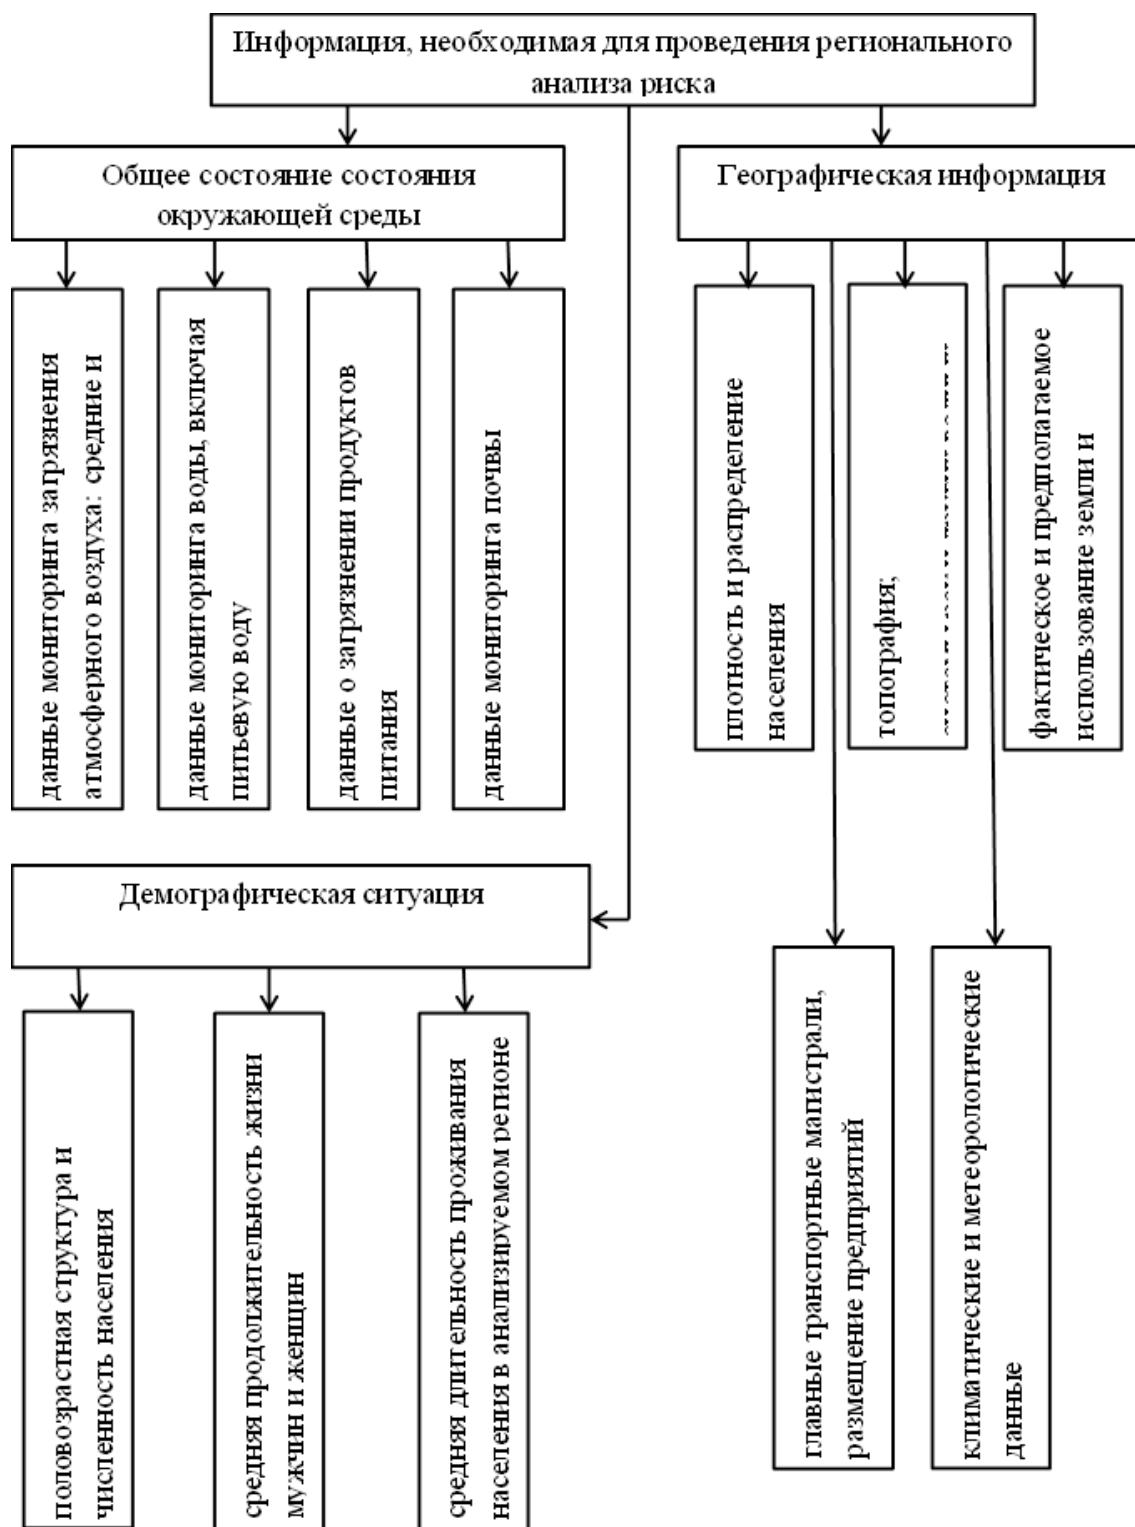 Информация, необходимая для проведения регионального
анализа риска
Общее состояние состояния
окружающей среды
Географическая информация
данные мониторинга загрязнения
атмосферного воздуха: средние и
данные мониторинга воды, включая
питьевую воду
данные о загрязнении продуктов
питания
данные мониторинга почвы
плотность и распределение
населения
топография;
фактическое и предполагаемое
использование земли и
Демографическая ситуация
половозрастная структура и
численность населения
средняя продолжительность жизни
мужчин и женщин
средняя длительность проживания
населения в анализируемом регионе
главные транспортные магистрали,
размещение предприятий
климатические и метеорологические
данные